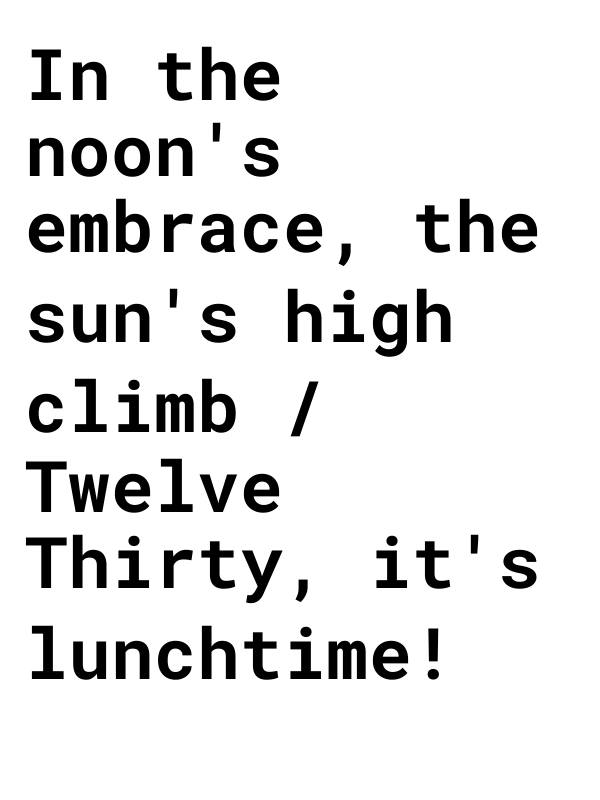 In the
noon's
embrace, the
sun's high
climb /
Twelve
Thirty, it's
lunchtime!